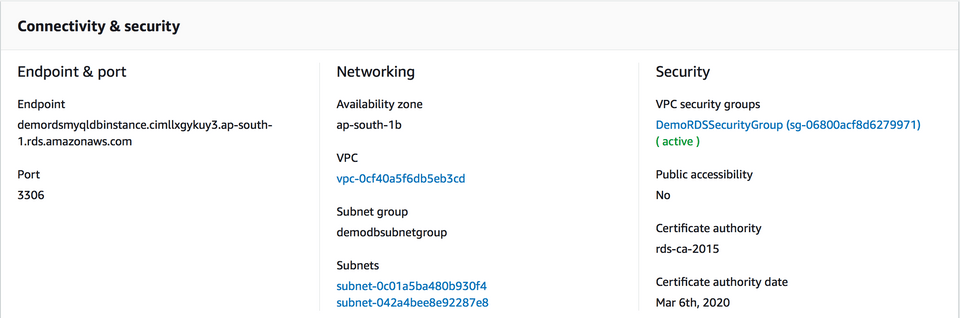 Connectivity & security
Endpoint & port
Endpoint
demordsmyqldbinstance.cimllxgykuy3.ap-south-
1.rds.amazonaws.com
Port
3306
Networking
Availability zone
ap-south-1b
VPC
vpc-0cf40a5f6db5eb3cd
Subnet group
demodbsubnetgroup
Subnets
subnet-0c01a5ba480b930f4
subnet-042a4bee8e92287e8
Security
VPC security groups
DemoRDSSecurityGroup (sg-06800acf8d6279971)
( active )
Public accessibility
No
Certificate authority
rds-ca-2015
Certificate authority date
Mar 6th, 2020